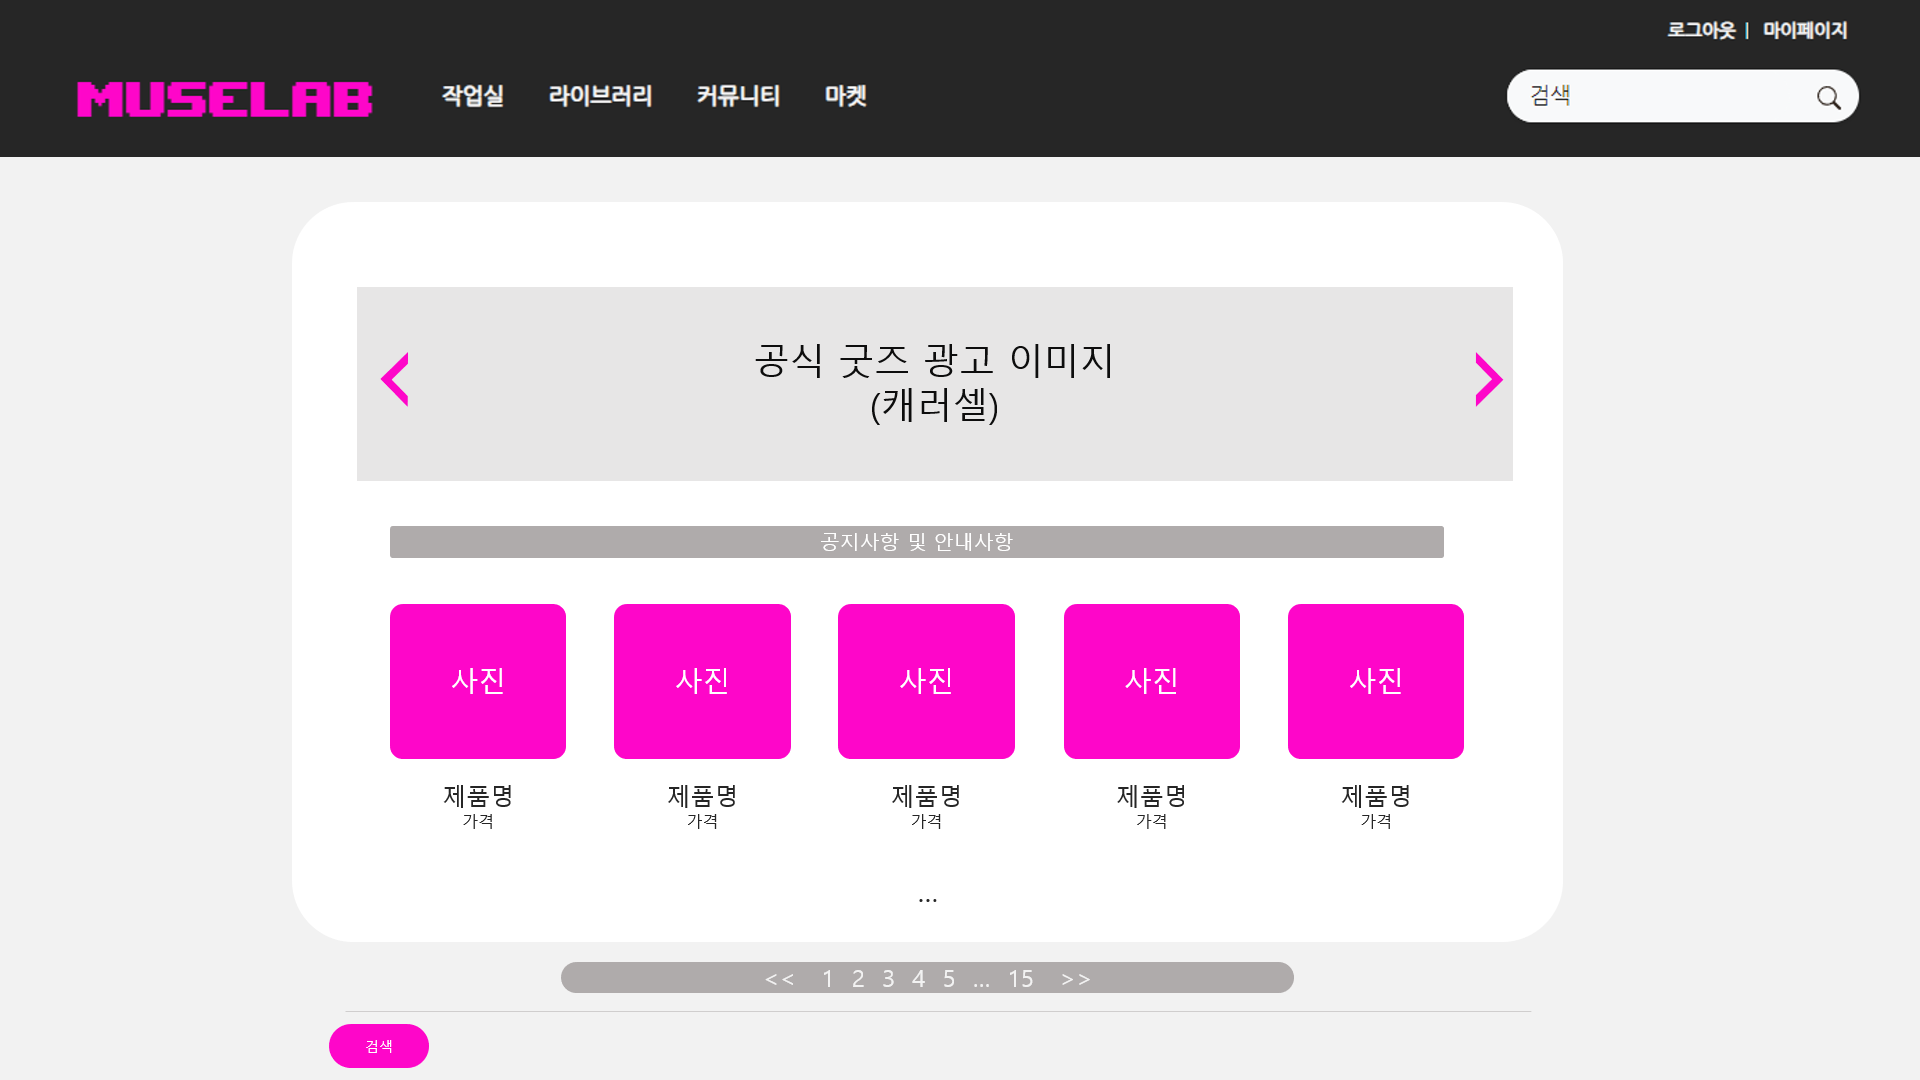 로그아웃 | 마이페이지
MUSELAB 작업실 라이브러리 커뮤니티 마켓 검색
공식 굿즈 광고 이미지
(캐러셀)
공지사항 및 안내사항
사진 사진 사진 사진 사진
제품명 제품명 제품명 제품명 제품명
가격 가격 가격 가격 가격
...
<< 1 2 3 4 5 ... 15 >>
검색